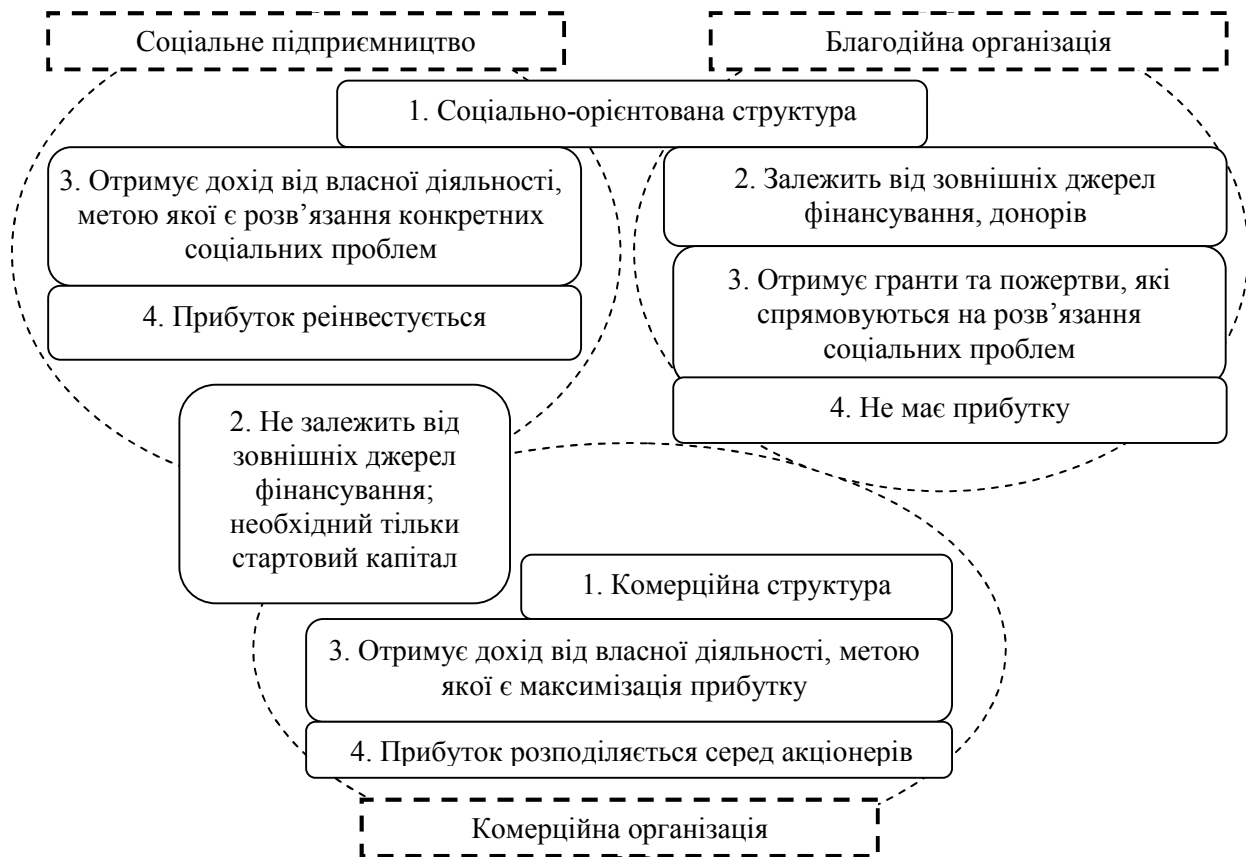 Соціальне підприємництво
Благодійна організація
1. Соціально-орієнтована структура
3. Отримує дохід від власної діяльності,
метою якої є розв’язання конкретних
соціальних проблем
4. Прибуток реінвестується
2. Залежить від зовнішніх джерел
фінансування, донорів
3. Отримує гранти та пожертви, які
спрямовуються на розв’язання
соціальних проблем
4. Не має прибутку
2. Не залежить від
зовнішніх джерел
фінансування;
необхідний тільки
стартовий капітал
1. Комерційна структура
3. Отримує дохід від власної діяльності, метою
якої є максимізація прибутку
4. Прибуток розподіляється серед акціонерів
Комерційна організація